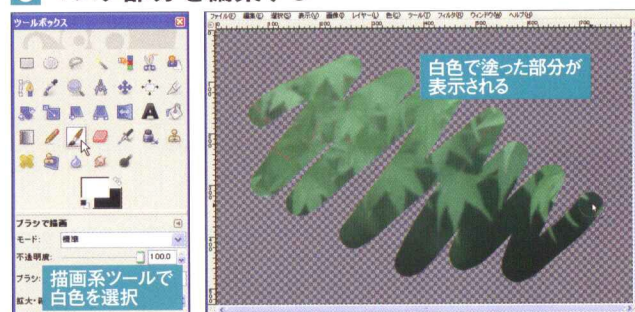 ツールボックス
ファイル(F) 編集(E) 選択(S) 表示(V) 画像(I) レイヤー(L) 色(C) ツール(T) フィルタ(R) ウィンドウ(W) ヘルプ(H)
白色で塗った部分が
表示される
ブラシで描画
モード: 標準
不透明度: 100.0
ブラシ:
描画系ツールで
白色を選択